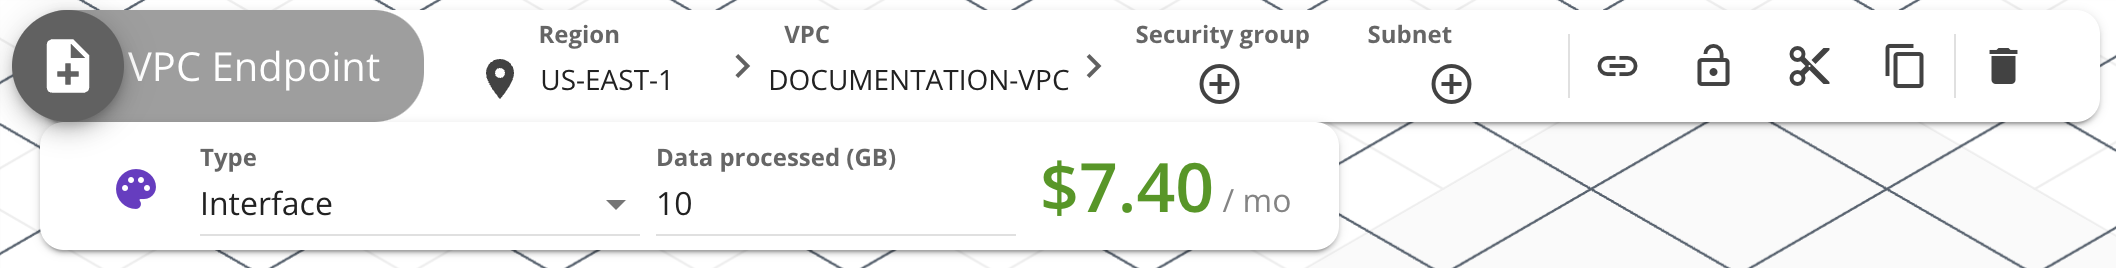 VPC Endpoint
Region
US-EAST-1
VPC
DOCUMENTATION-VPC
Security group
Subnet
Type
Interface
Data processed (GB)
10
$7.40 / mo